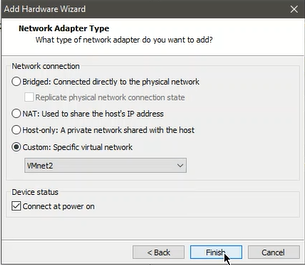 Add Hardware Wizard
Network Adapter Type
What type of network adapter do you want to add?
Network connection
Bridged: Connected directly to the physical network
Replicate physical network connection state
NAT: Used to share the host's IP address
Host-only: A private network shared with the host
Custom: Specific virtual network
VMnet2
Device status
Connect at power on
< Back Finish Cancel